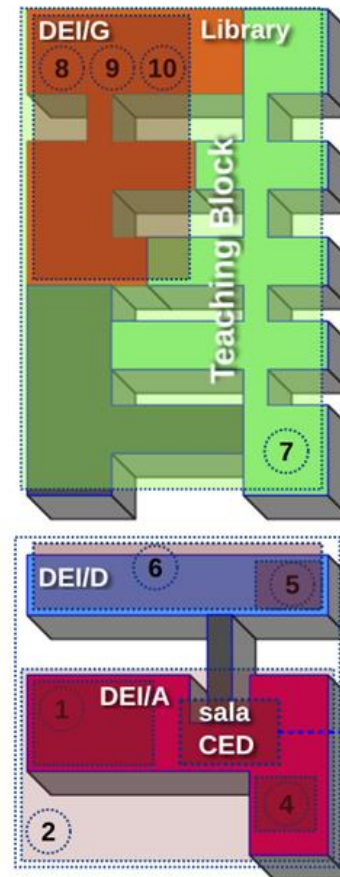 DEI/G Library
8 9 10
Teaching Block
7
DEI/D 6 5
DEI/A
1 sala
CED
4
2